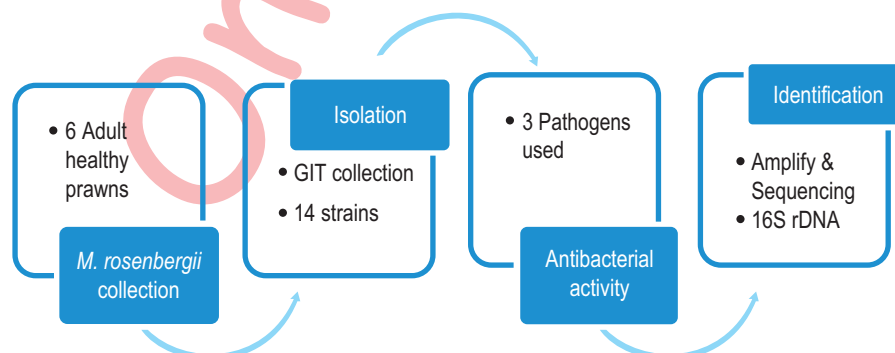 • 6 Adult
healthy
prawns
M. rosenbergii
collection
Isolation
• GIT collection
• 14 strains
• 3 Pathogens
used
Antibacterial
activity
Identification
• Amplify &
Sequencing
• 16S rDNA
on